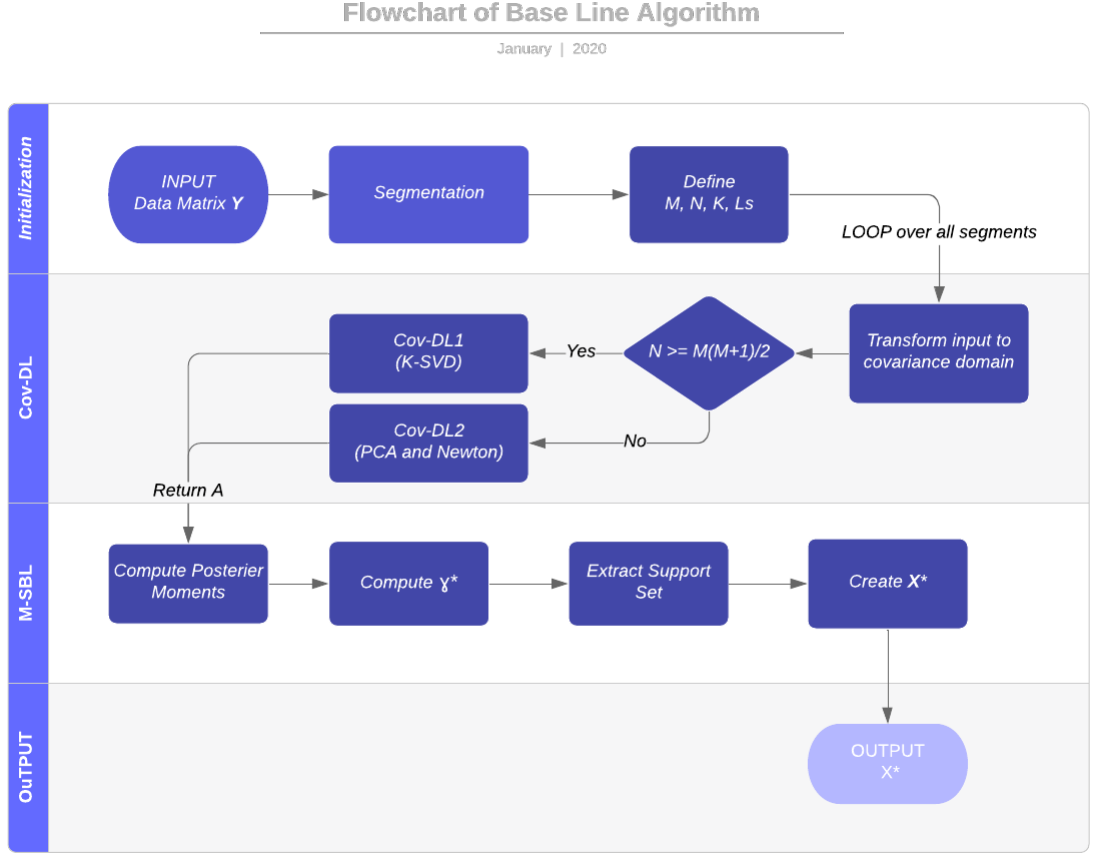 Flowchart of Base Line Algorithm
January | 2020
Initialization
INPUT
Data Matrix Y
Segmentation
Define
M, N, K, Ls
LOOP over all segments
Cov-DL
Transform input to
covariance domain
N >= M(M+1)/2
Yes
Cov-DL1
(K-SVD)
No
Cov-DL2
(PCA and Newton)
Return A
M-SBL
Compute Posterier
Moments
Compute ɣ*
Extract Support
Set
Create X*
OuTPUT
OUTPUT
X*